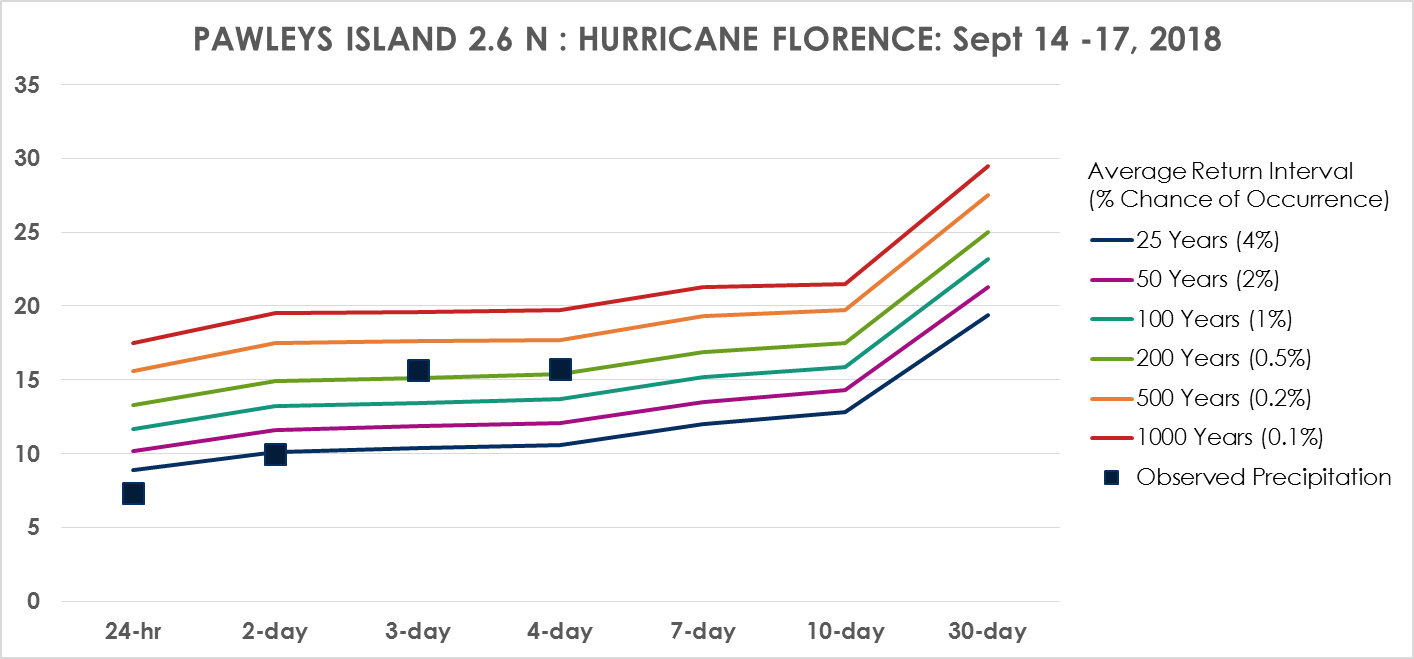 PAWLEYS ISLAND 2.6 N : HURRICANE FLORENCE: Sept 14 -17, 2018
35
30
25
20
15
10
5
0
24-hr 2-day 3-day 4-day 7-day 10-day 30-day
Average Return Interval
(% Chance of Occurrence)
25 Years (4%)
50 Years (2%)
100 Years (1%)
200 Years (0.5%)
500 Years (0.2%)
1000 Years (0.1%)
Observed Precipitation